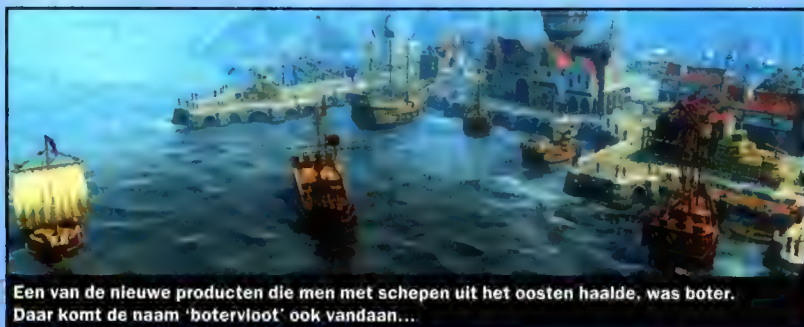 Een van de nieuwe producten die men met schepen uit het oosten haalde, was boter.
Daar komt de naam 'botervloot' ook vandaan...